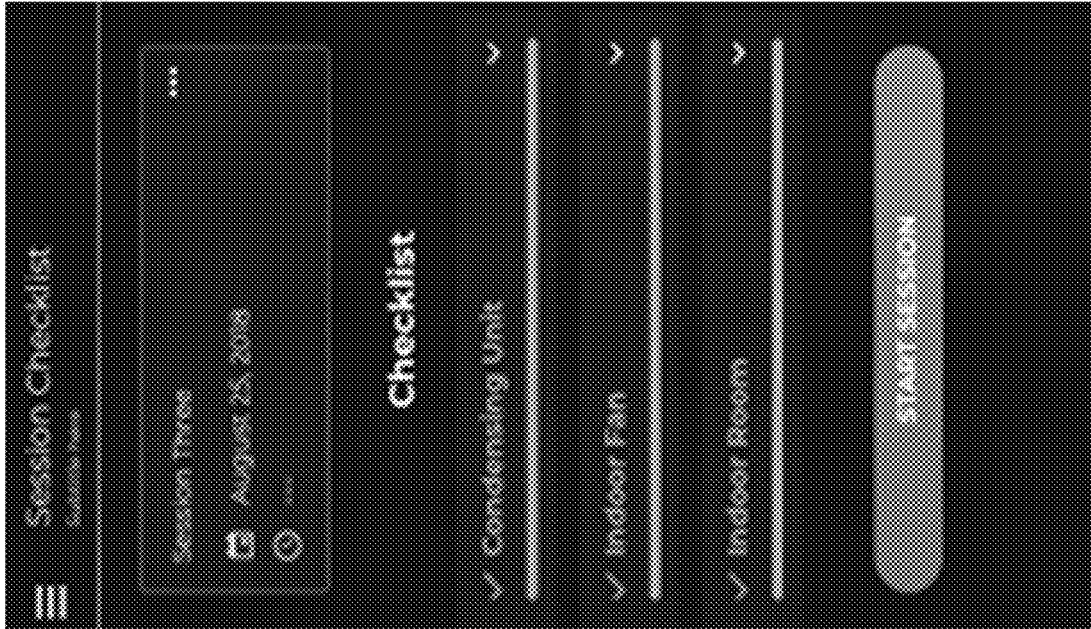 Session Checklist
Session Three
August 25, 2018
----
Checklist
Condensing Unit
Indoor Fan
Indoor Room
START SESSION